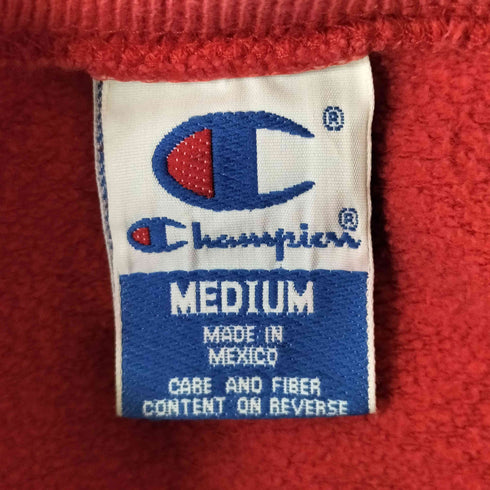 C®
Champion®
MEDIUM
MADE IN
MEXICO
CARE AND FIBER
CONTENT ON REVERSE